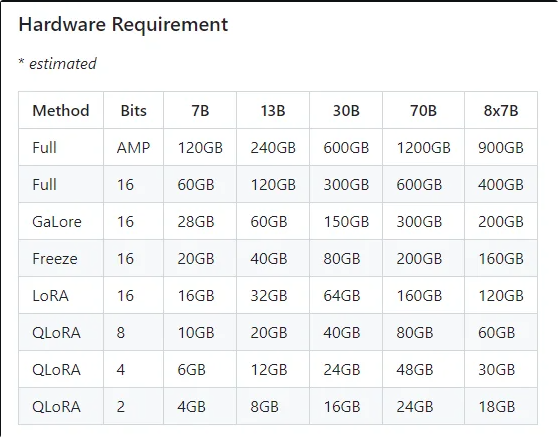 Hardware Requirement
* estimated
Method Bits 7B 13B 30B 70B 8x7B
Full AMP 120GB 240GB 600GB 1200GB 900GB
Full 16 60GB 120GB 300GB 600GB 400GB
GaLore 16 28GB 60GB 150GB 300GB 200GB
Freeze 16 20GB 40GB 80GB 200GB 160GB
LoRA 16 16GB 32GB 64GB 160GB 120GB
QLoRA 8 10GB 20GB 40GB 80GB 60GB
QLoRA 4 6GB 12GB 24GB 48GB 30GB
QLoRA 2 4GB 8GB 16GB 24GB 18GB